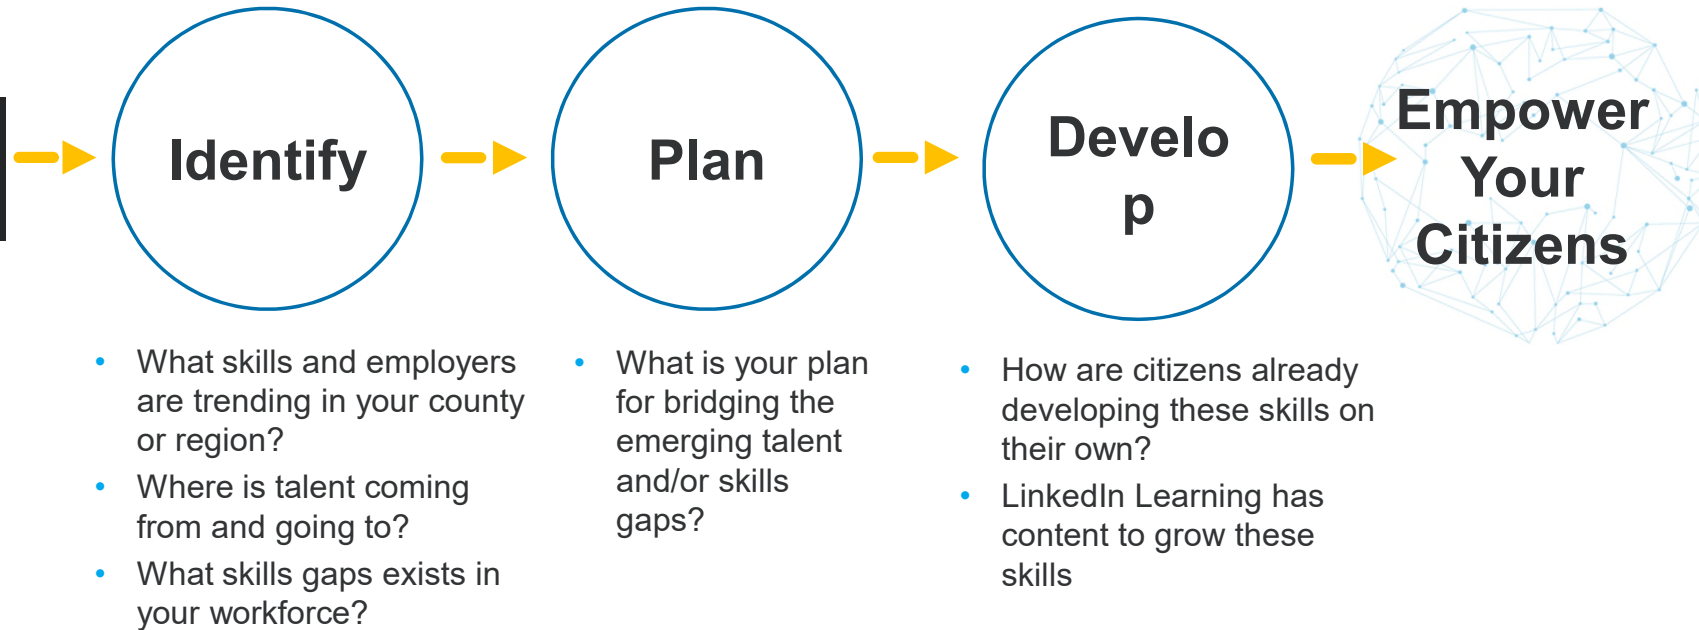 Identify
Plan
Develo
p
Empower
Your
Citizens
• What skills and employers
are trending in your county
or region?
• Where is talent coming
from and going to?
• What skills gaps exists in
your workforce?
• What is your plan
for bridging the
emerging talent
and/or skills
gaps?
• How are citizens already
developing these skills on
their own?
• LinkedIn Learning has
content to grow these
skills